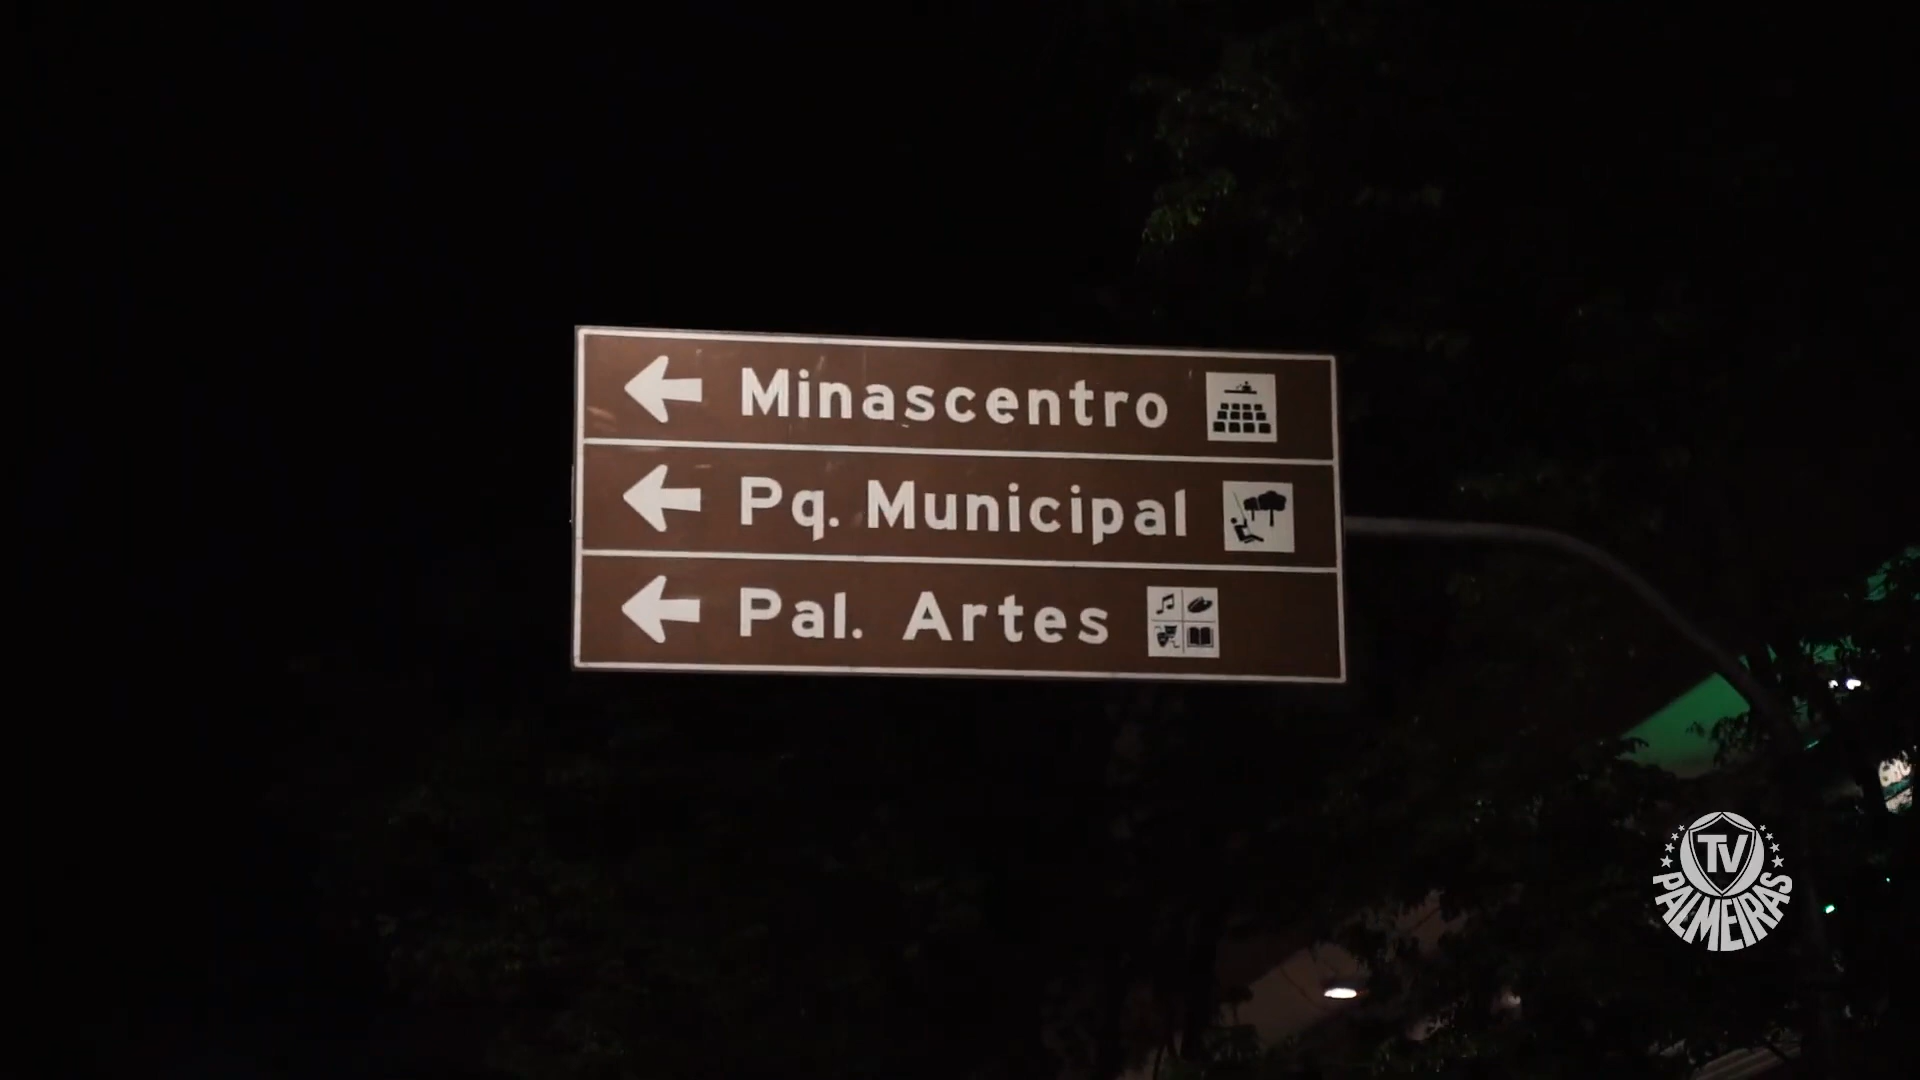 Minascentro
Pq. Municipal
Pal. Artes
TV
PALMEIRAS